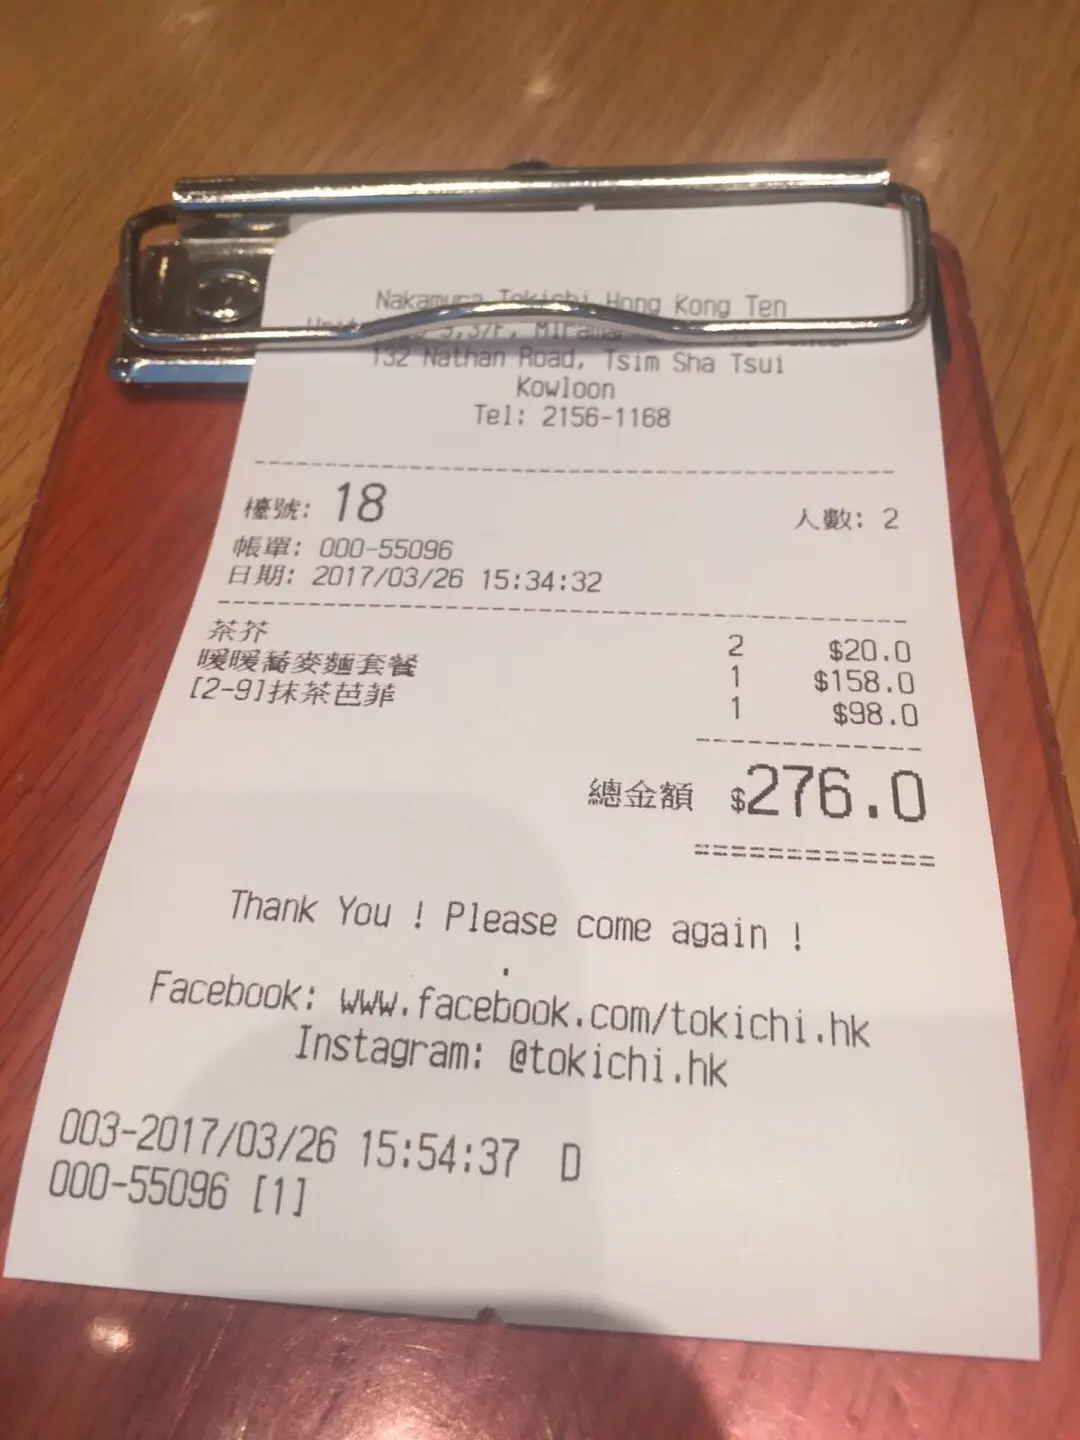 Nakamura Tokichi Hong Kong Ten
3/F,
132 Nathan Road, Tsim Sha Tsui
Kowloon
Tel: 2156-1168
檯號: 18 人數: 2
帳單: 000-55096
日期: 2017/03/26 15:34:32
茶芥 2 $20.0
暖暖蕎麥麵套餐 1 $158.0
[2-9]抹茶芭菲 1 $98.0
總金額 $276.0
Thank You ! Please come again !
.
Facebook: www.facebook.com/tokichi.hk
Instagram: @tokichi.hk
003-2017/03/26 15:54:37 D
000-55096 [1]